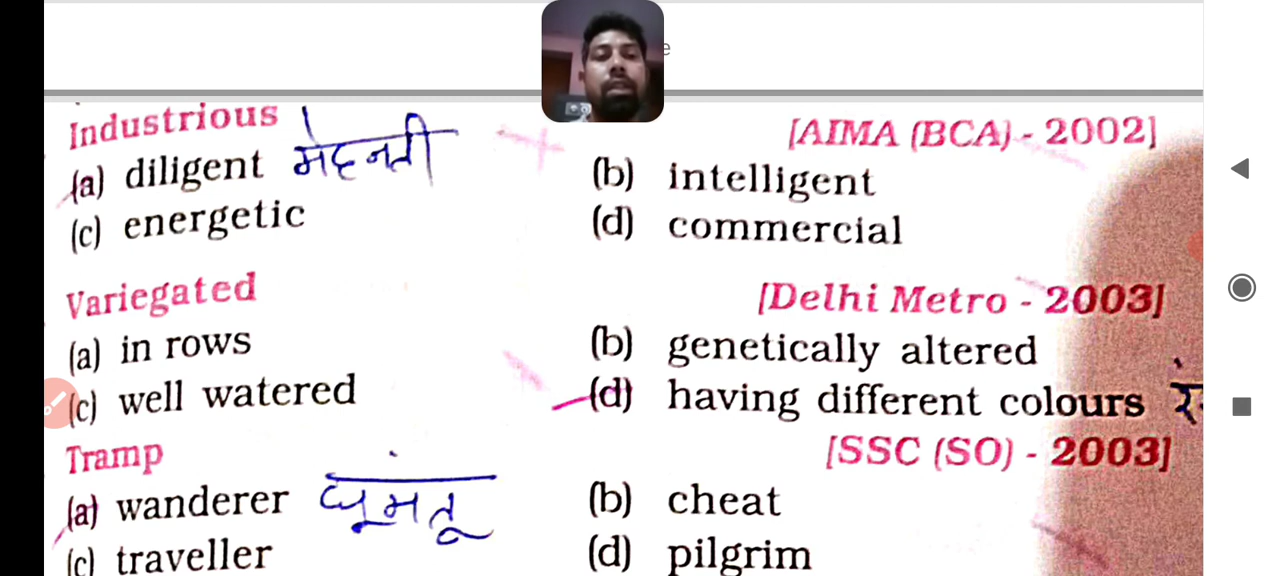 Industrious [AIMA (BCA) - 2002]
(a) diligent मेहनती (b) intelligent
(c) energetic (d) commercial
Variegated [Delhi Metro - 2003]
(a) in rows (b) genetically altered
(c) well watered (d) having different colours
Tramp [SSC (SO) - 2003]
(a) wanderer घूमंतू (b) cheat
(c) traveller (d) pilgrim